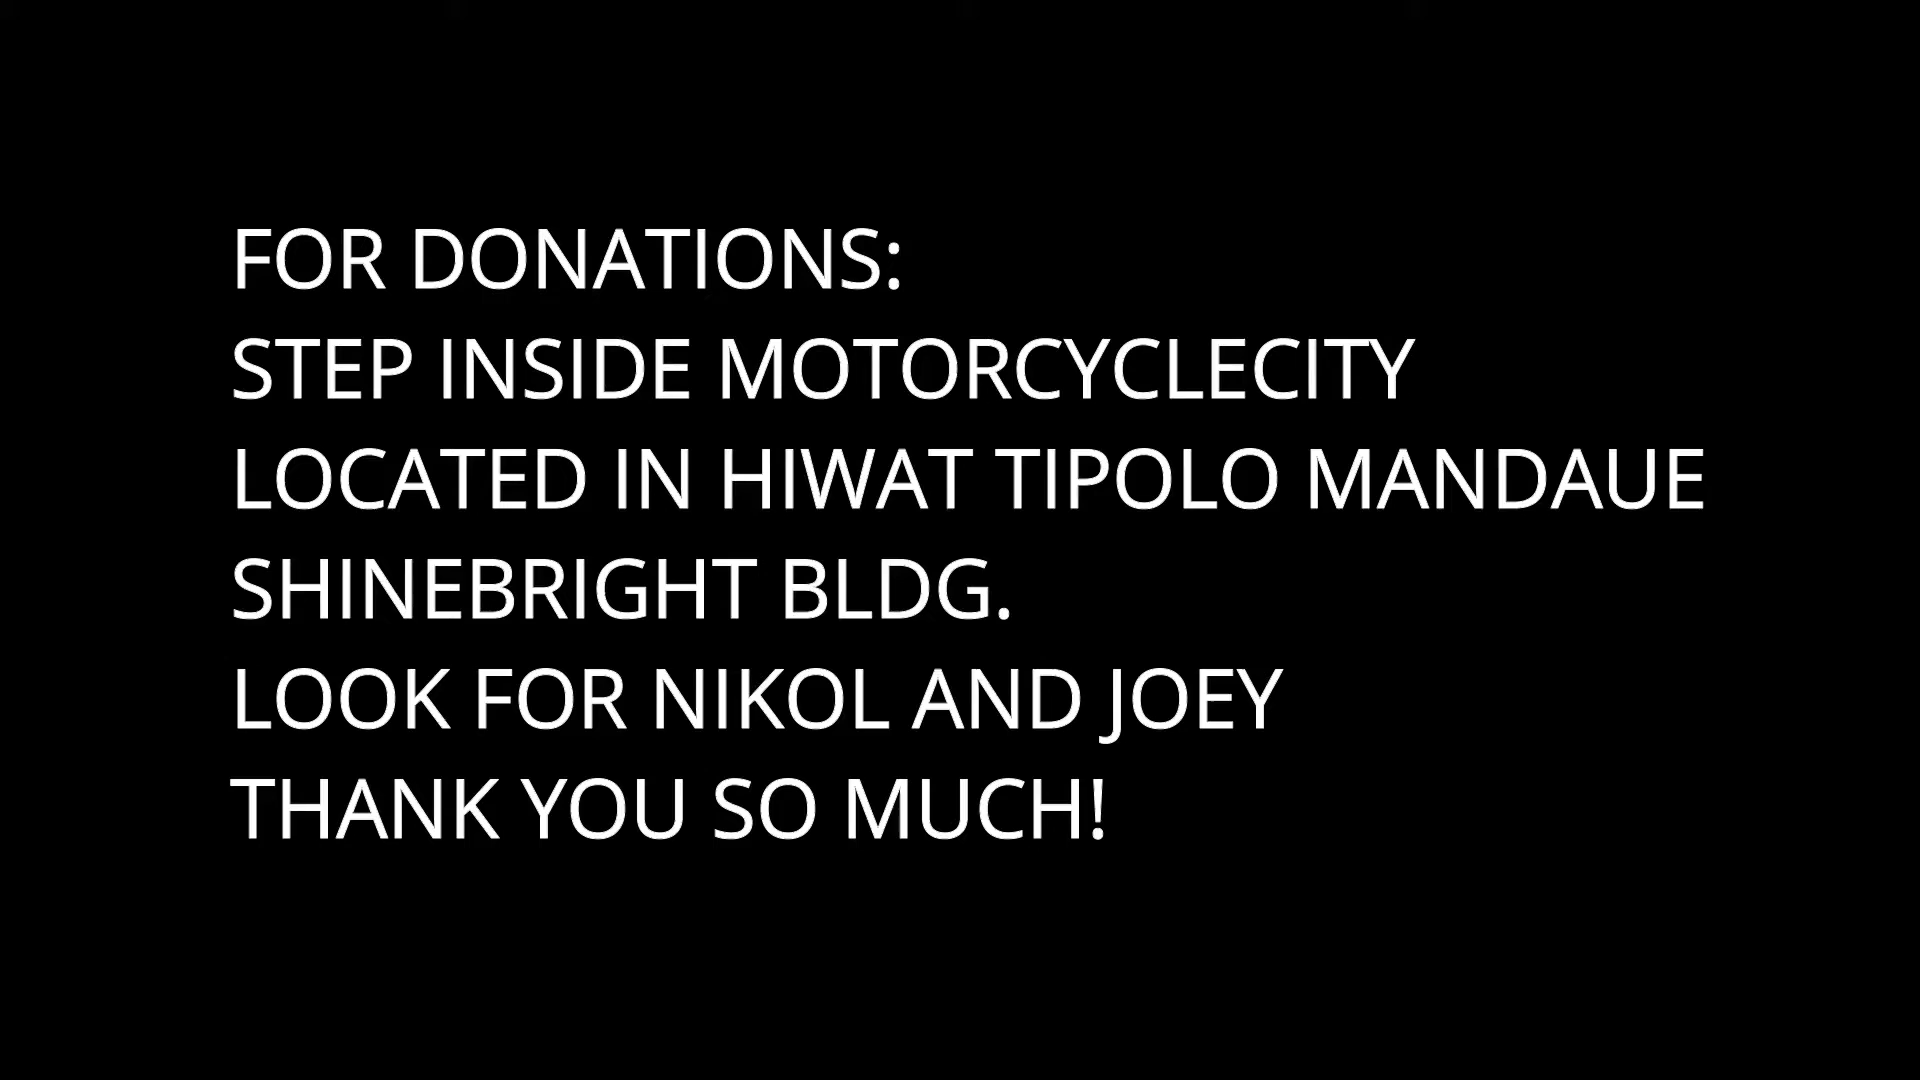 FOR DONATIONS:
STEP INSIDE MOTORCYCLECITY
LOCATED IN HIWAT TIPOLO MANDAUE
SHINEBRIGHT BLDG.
LOOK FOR NIKOL AND JOEY
THANK YOU SO MUCH!